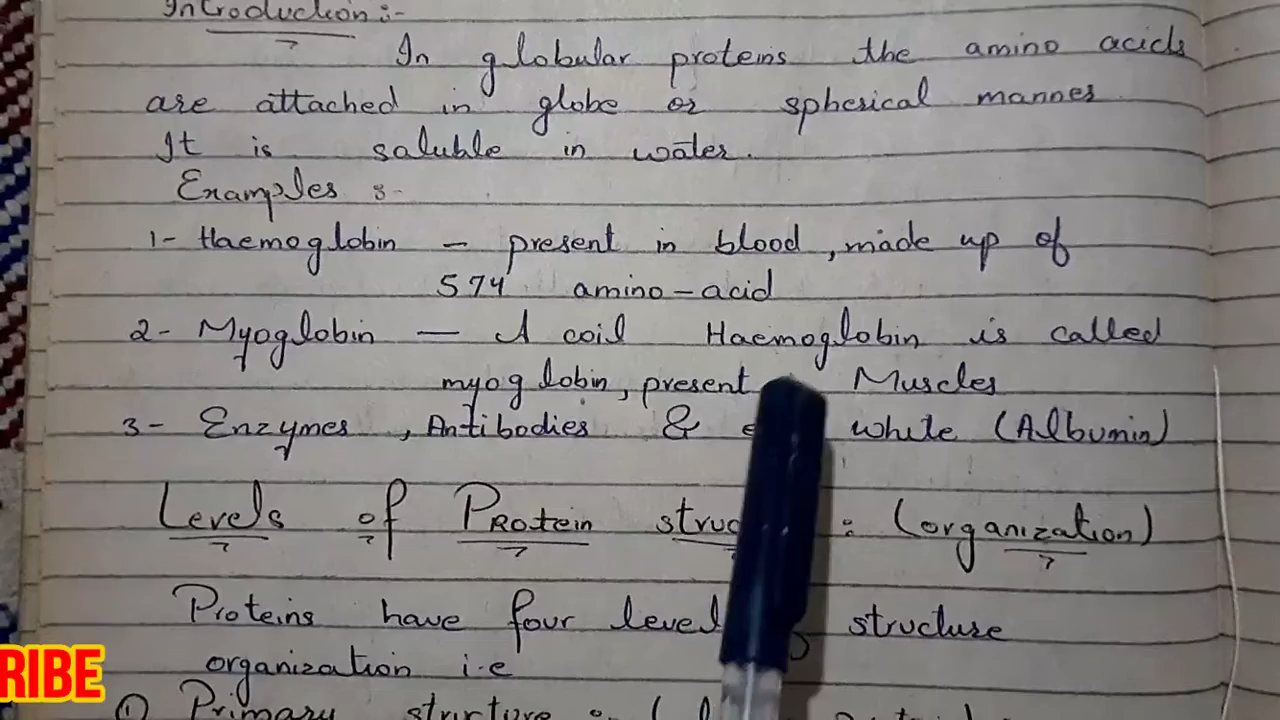 Introduction :-
In globular proteins the amino acids
are attached in globe or spherical manner
It is saluble in water.
Examples :-
1- Haemoglobin - present in blood, made up of
574 amino-acid
2- Myoglobin - A coil Haemoglobin is called
myoglobin, present Muscles
3- Enzymes, Antibodies & white (Albumin)
Levels of Protein : (organization)
Proteins have four structure
organization i.e
RIBE
① Primary